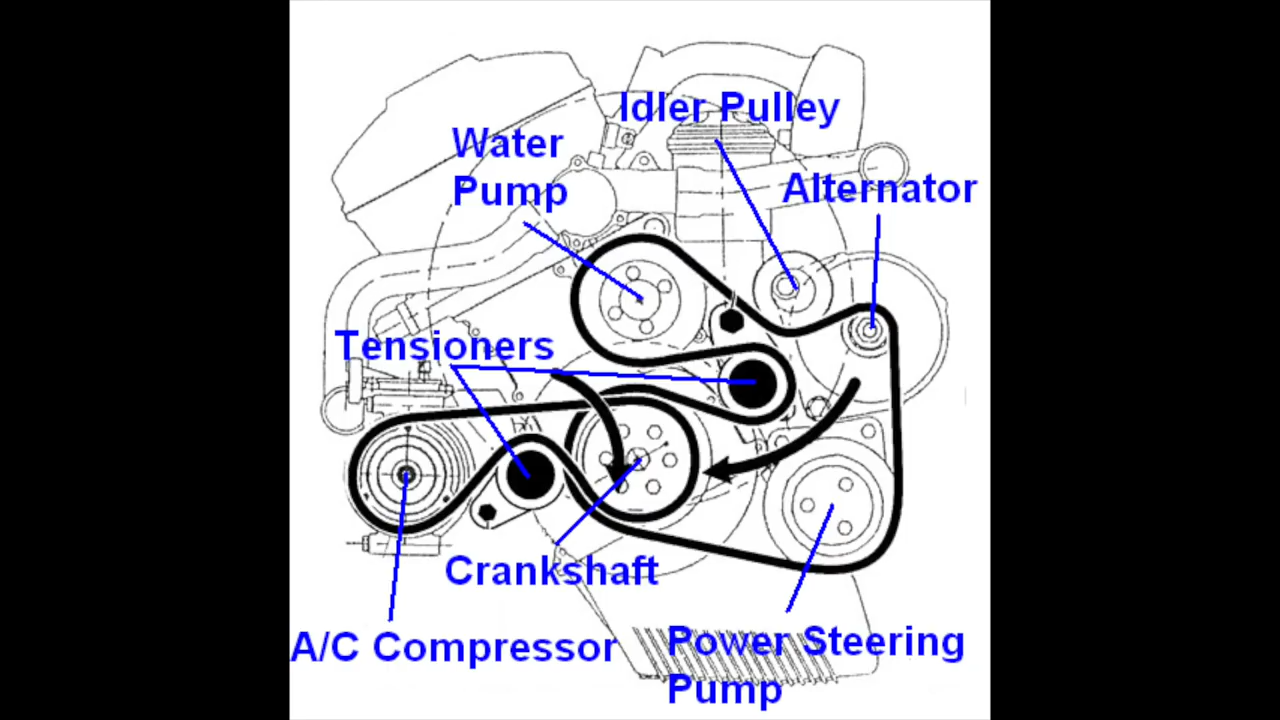 Idler Pulley
Water
Pump
Alternator
Tensioners
Crankshaft
A/C Compressor
Power Steering
Pump